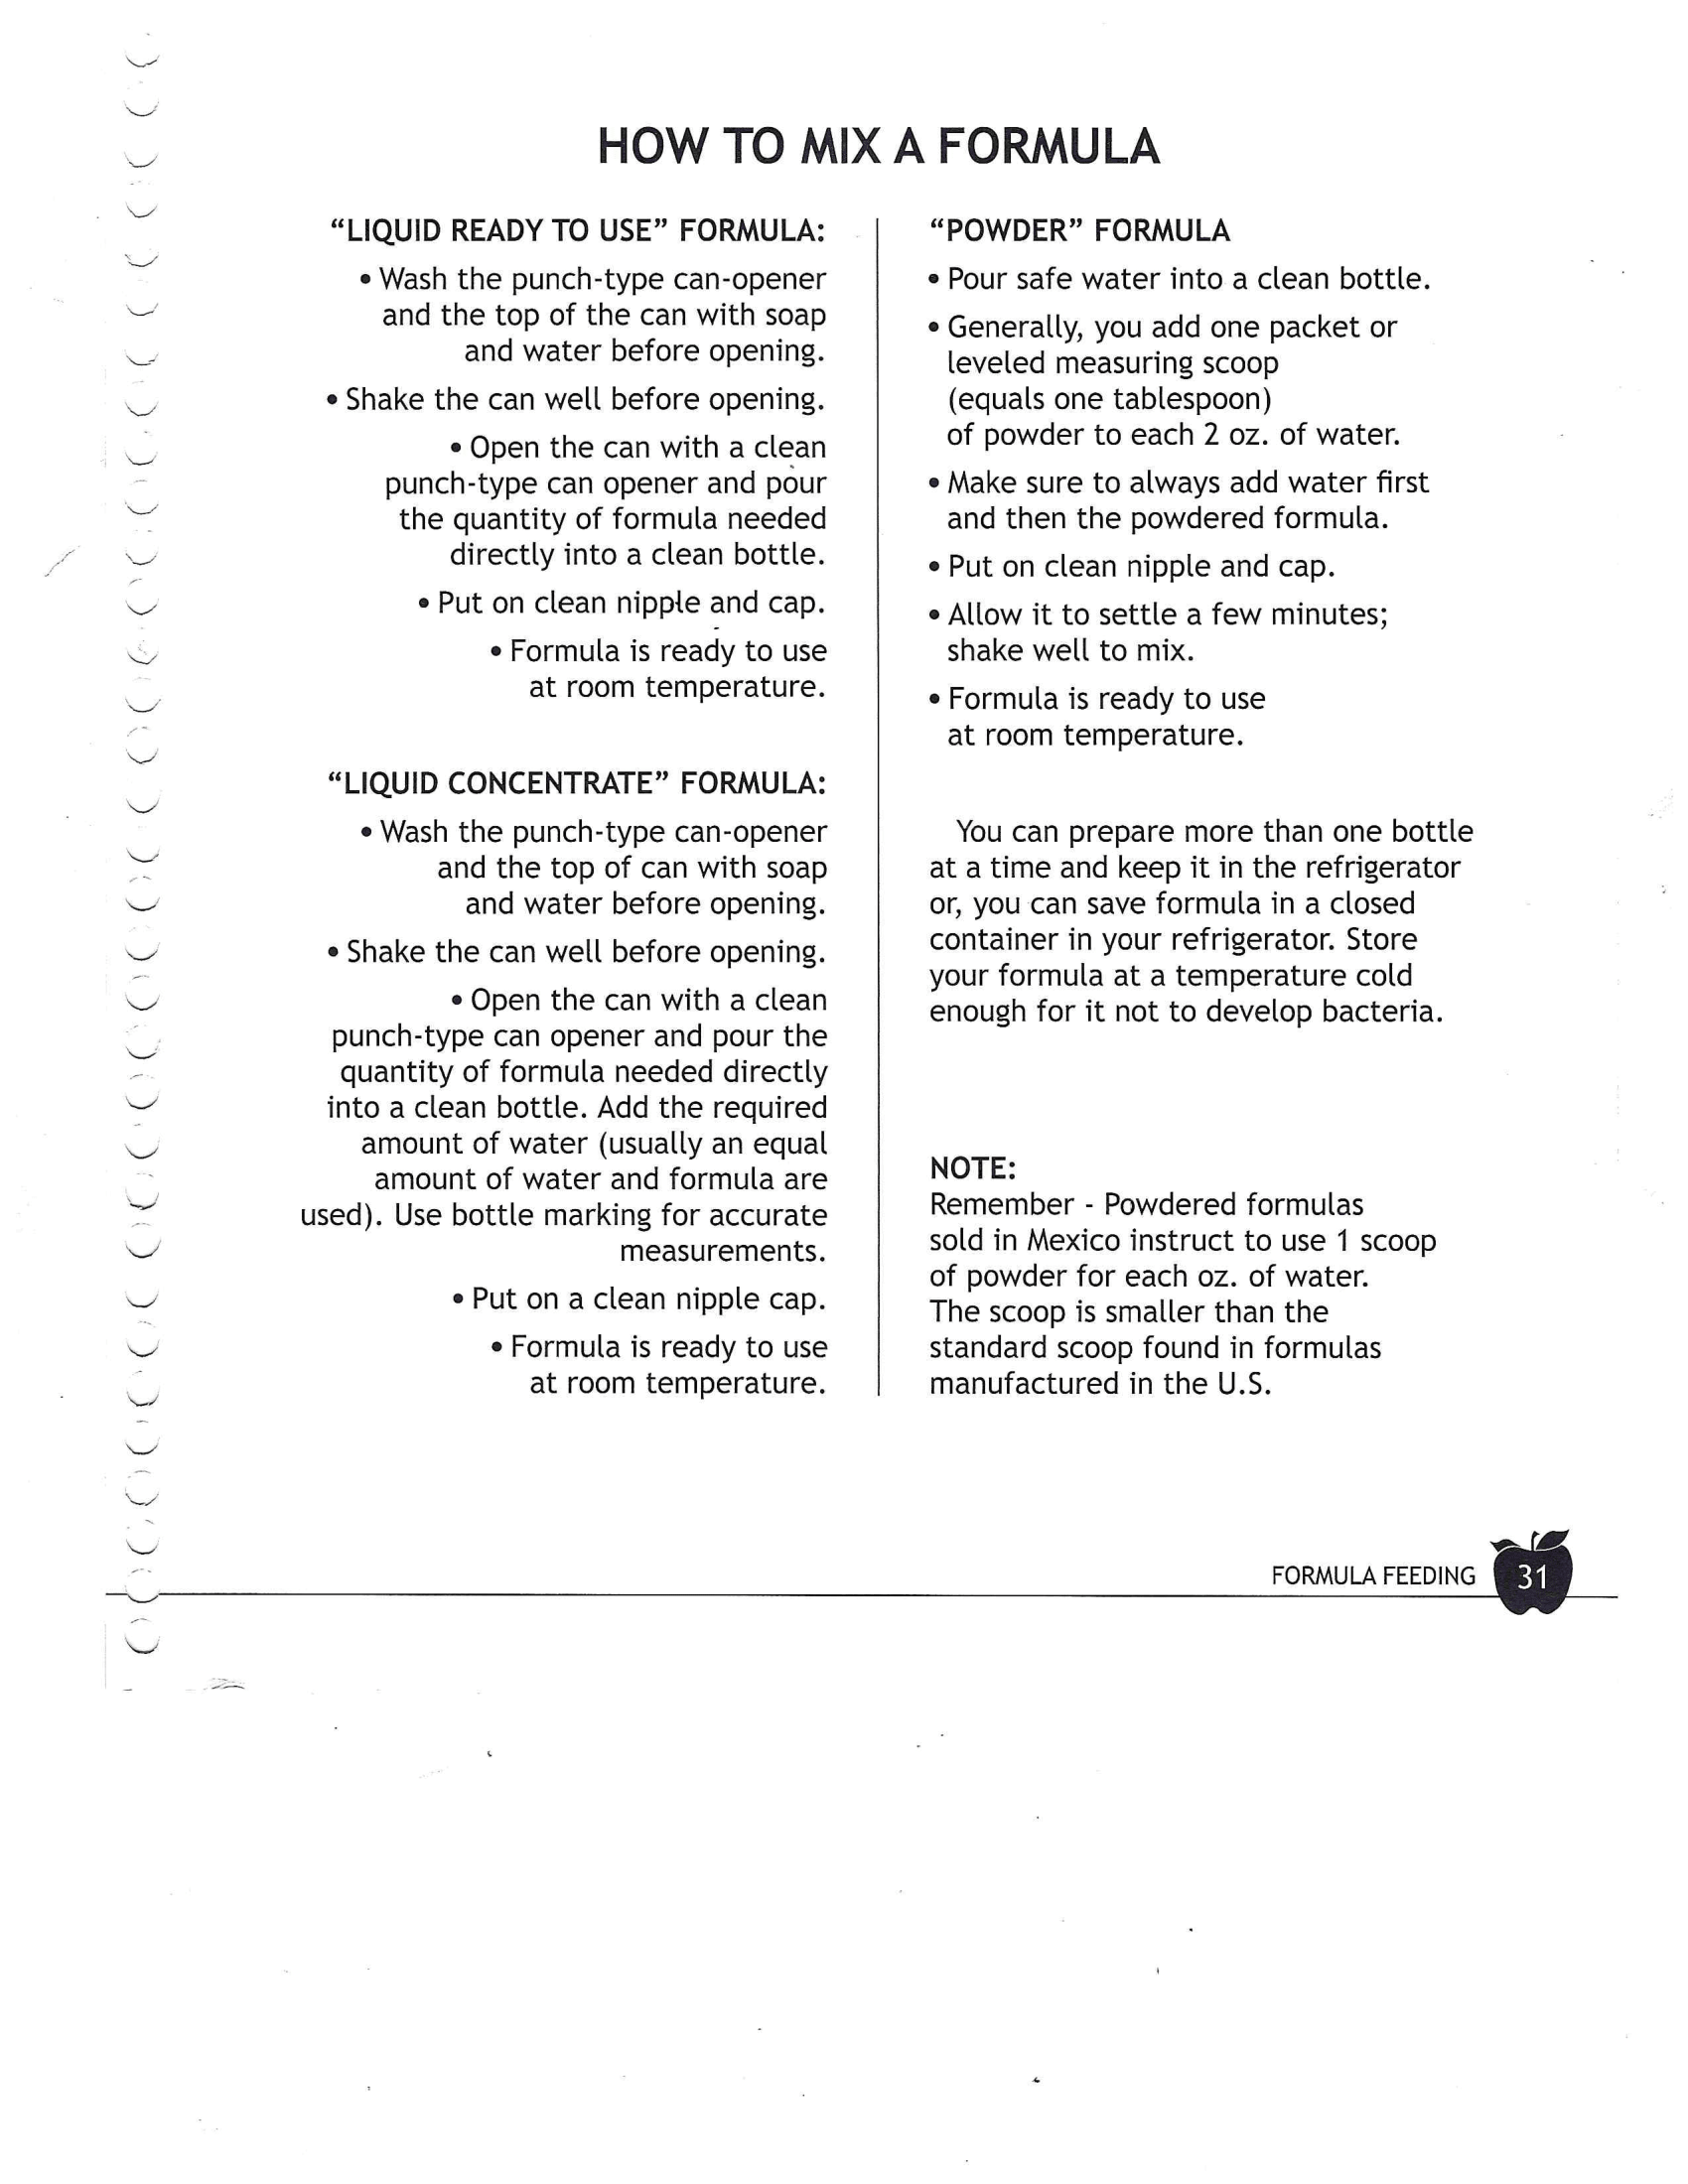 HOW TO MIX A FORMULA
“LIQUID READY TO USE” FORMULA:
• Wash the punch-type can-opener
and the top of the can with soap
and water before opening.
• Shake the can well before opening.
• Open the can with a clean
punch-type can opener and pour
the quantity of formula needed
directly into a clean bottle.
• Put on clean nipple and cap.
• Formula is ready to use
at room temperature.
“LIQUID CONCENTRATE” FORMULA:
• Wash the punch-type can-opener
and the top of can with soap
and water before opening.
• Shake the can well before opening.
• Open the can with a clean
punch-type can opener and pour the
quantity of formula needed directly
into a clean bottle. Add the required
amount of water (usually an equal
amount of water and formula are
used). Use bottle marking for accurate
measurements.
• Put on a clean nipple cap.
• Formula is ready to use
at room temperature.
“POWDER” FORMULA
• Pour safe water into a clean bottle.
• Generally, you add one packet or
leveled measuring scoop
(equals one tablespoon)
of powder to each 2 oz. of water.
• Make sure to always add water first
and then the powdered formula.
• Put on clean nipple and cap.
• Allow it to settle a few minutes;
shake well to mix.
• Formula is ready to use
at room temperature.
You can prepare more than one bottle
at a time and keep it in the refrigerator
or, you can save formula in a closed
container in your refrigerator. Store
your formula at a temperature cold
enough for it not to develop bacteria.
NOTE:
Remember - Powdered formulas
sold in Mexico instruct to use 1 scoop
of powder for each oz. of water.
The scoop is smaller than the
standard scoop found in formulas
manufactured in the U.S.
FORMULA FEEDING 31